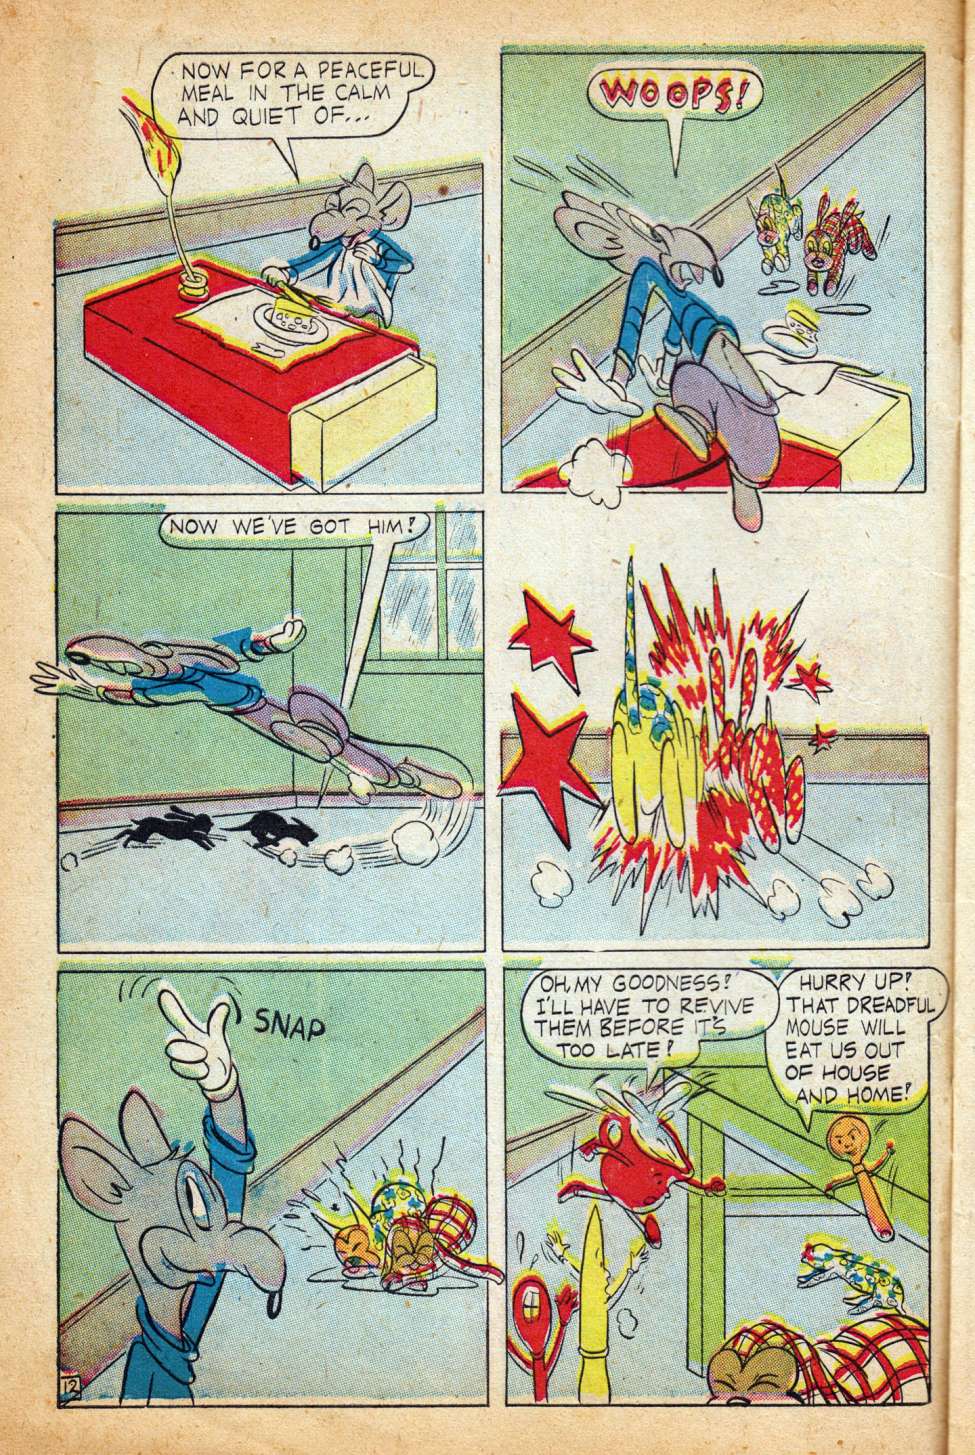 NOW FOR A PEACEFUL
MEAL IN THE CALM
AND QUIET OF...
WOOPS!
NOW WE'VE GOT HIM!
SNAP
OH, MY GOODNESS!
I'LL HAVE TO REVIVE
THEM BEFORE IT'S
TOO LATE!
HURRY UP!
THAT DREADFUL
MOUSE WILL
EAT US OUT
OF HOUSE
AND HOME!
12